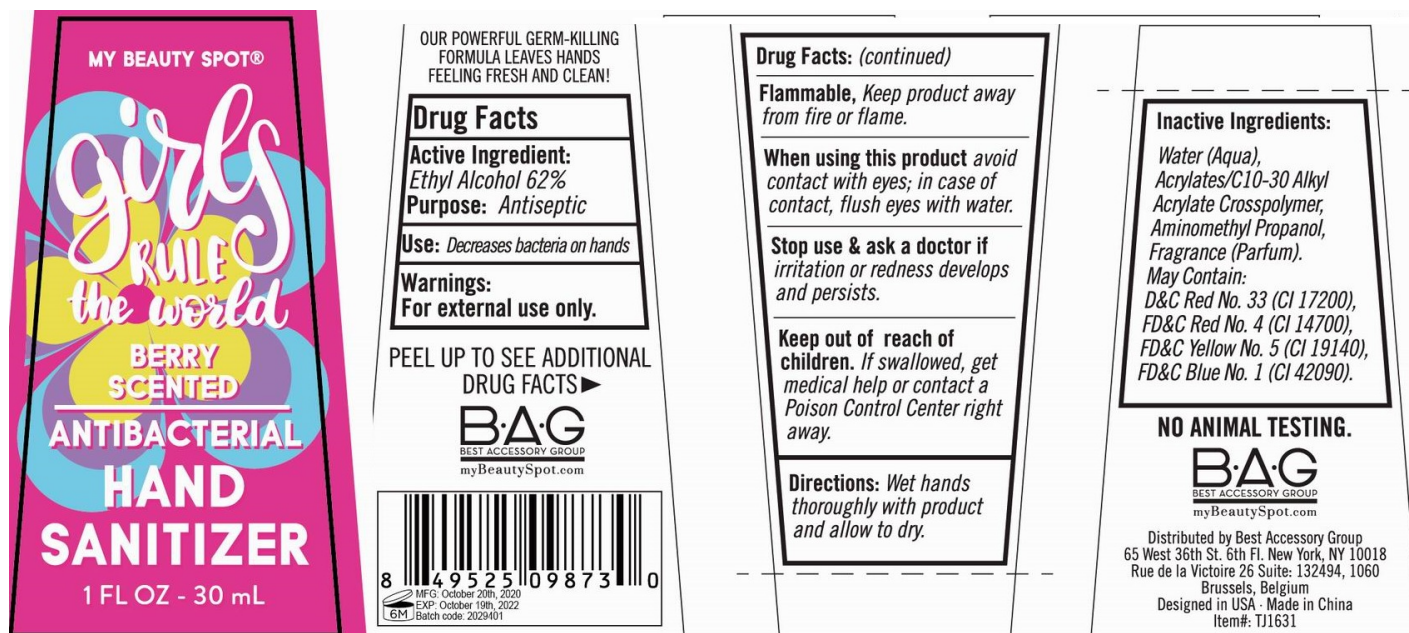 MY BEAUTY SPOT®
girls
RULE
the world
BERRY
SCENTED
ANTIBACTERIAL
HAND
SANITIZER
1 FL OZ - 30 mL
OUR POWERFUL GERM-KILLING
FORMULA LEAVES HANDS
FEELING FRESH AND CLEAN!
Drug Facts
Active Ingredient:
Ethyl Alcohol 62%
Purpose: Antiseptic
Use: Decreases bacteria on hands
Warnings:
For external use only.
PEEL UP TO SEE ADDITIONAL
DRUG FACTS▶
B·A·G
BEST ACCESSORY GROUP
myBeautySpot.com
8 49525 09873 0
MFG: October 20th, 2020
EXP: October 19th, 2022
Batch code: 2029401
6M
Drug Facts: (continued)
Flammable, Keep product away
from fire or flame.
When using this product avoid
contact with eyes; in case of
contact, flush eyes with water.
Stop use & ask a doctor if
irritation or redness develops
and persists.
Keep out of reach of
children. If swallowed, get
medical help or contact a
Poison Control Center right
away.
Directions: Wet hands
thoroughly with product
and allow to dry.
Inactive Ingredients:
Water (Aqua),
Acrylates/C10-30 Alkyl
Acrylate Crosspolymer,
Aminomethyl Propanol,
Fragrance (Parfum).
May Contain:
D&C Red No. 33 (CI 17200),
FD&C Red No. 4 (CI 14700),
FD&C Yellow No. 5 (CI 19140),
FD&C Blue No. 1 (CI 42090).
NO ANIMAL TESTING.
B·A·G
BEST ACCESSORY GROUP
myBeautySpot.com
Distributed by Best Accessory Group
65 West 36th St. 6th Fl. New York, NY 10018
Rue de la Victoire 26 Suite: 132494, 1060
Brussels, Belgium
Designed in USA · Made in China
Item#: TJ1631